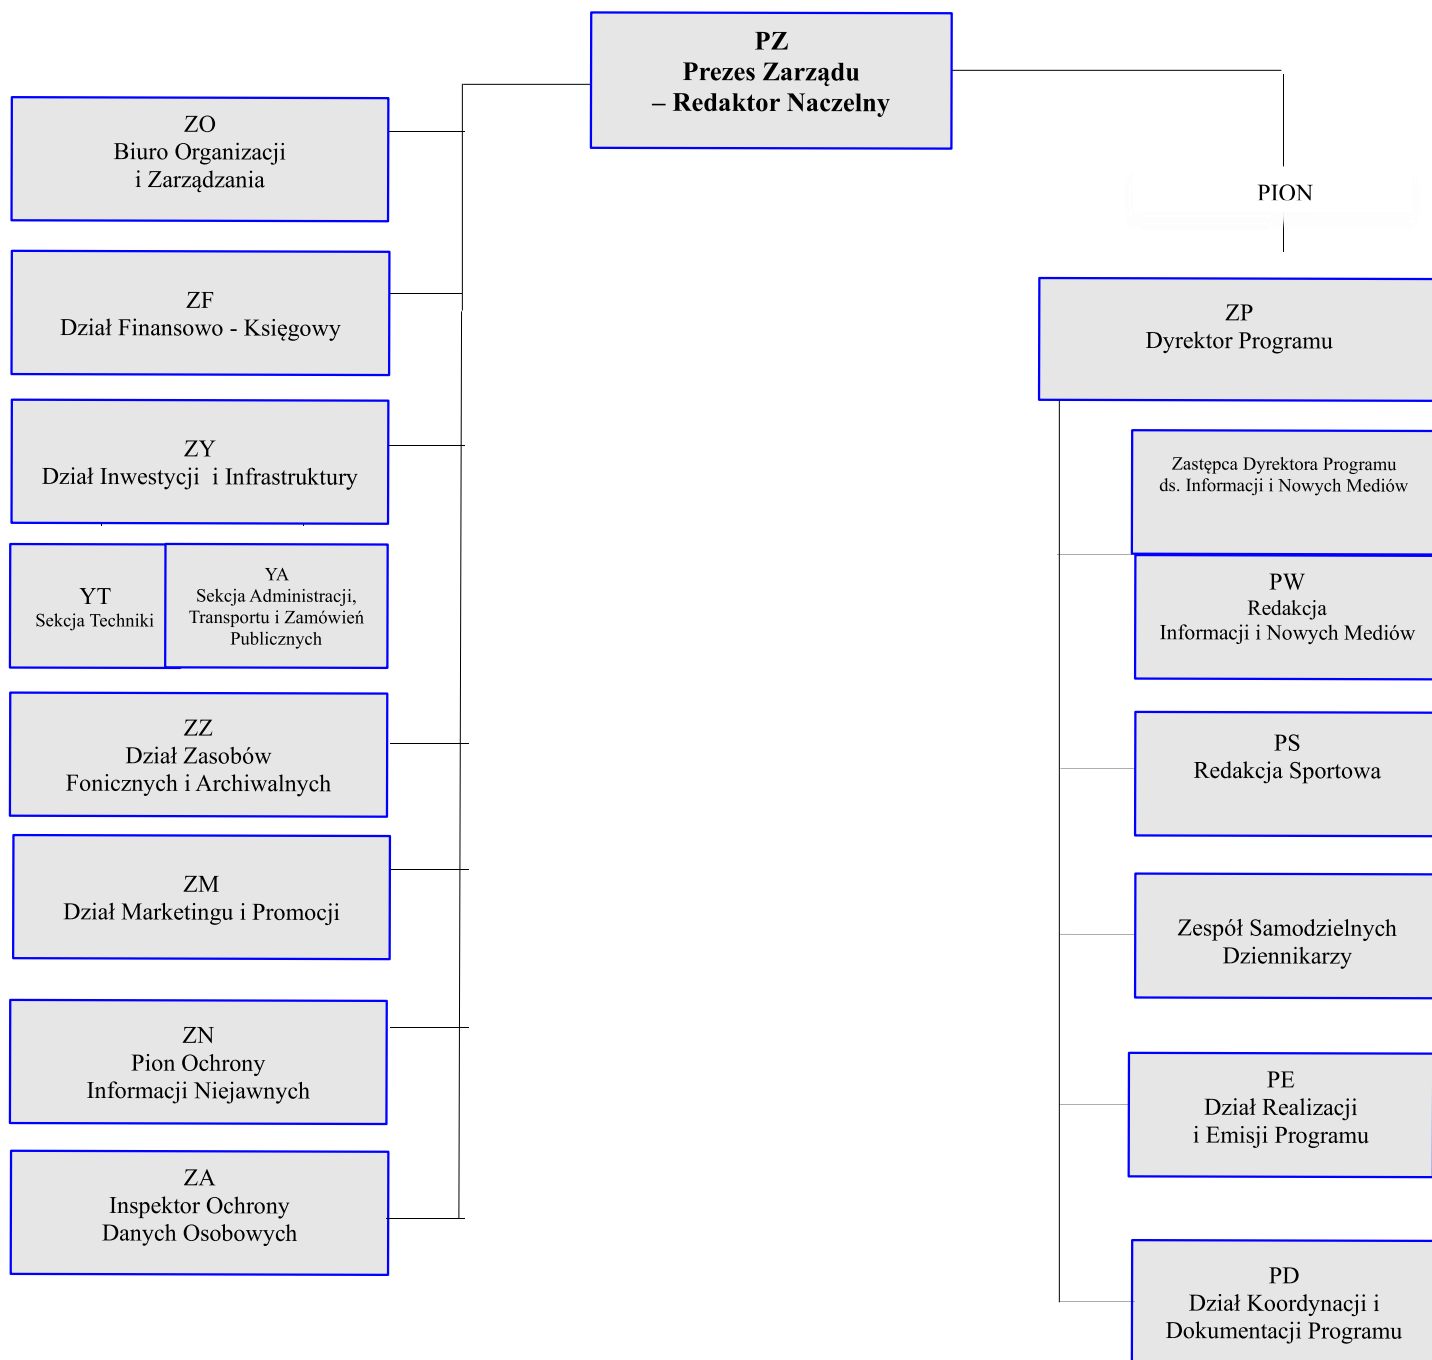 PZ
Prezes Zarządu
– Redaktor Naczelny
ZO
Biuro Organizacji
i Zarządzania
ZF
Dział Finansowo - Księgowy
ZY
Dział Inwestycji  i Infrastruktury
YT
Sekcja Techniki
YA
Sekcja Administracji,
Transportu i Zamówień
Publicznych
ZZ
Dział Zasobów
Fonicznych i Archiwalnych
ZM
Dział Marketingu i Promocji
ZN
Pion Ochrony
Informacji Niejawnych
ZA
Inspektor Ochrony
Danych Osobowych
PION
ZP
Dyrektor Programu
Zastępca Dyrektora Programu
ds. Informacji i Nowych Mediów
PW
Redakcja
Informacji i Nowych Mediów
PS
Redakcja Sportowa
Zespół Samodzielnych
Dziennikarzy
PE
Dział Realizacji
i Emisji Programu
PD
Dział Koordynacji i
Dokumentacji Programu